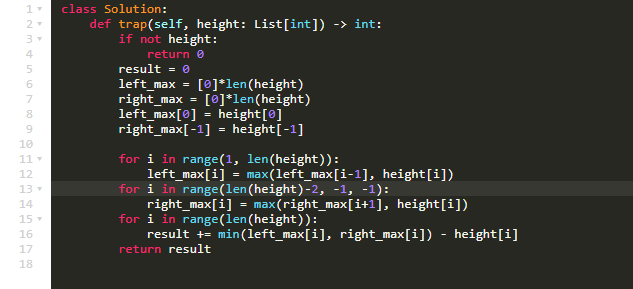 1 class Solution:
2     def trap(self, height: List[int]) -> int:
3         if not height:
4             return 0
5         result = 0
6         left_max = [0]*len(height)
7         right_max = [0]*len(height)
8         left_max[0] = height[0]
9         right_max[-1] = height[-1]
10
11         for i in range(1, len(height)):
12             left_max[i] = max(left_max[i-1], height[i])
13         for i in range(len(height)-2, -1, -1):
14             right_max[i] = max(right_max[i+1], height[i])
15         for i in range(len(height)):
16             result += min(left_max[i], right_max[i]) - height[i]
17         return result
18